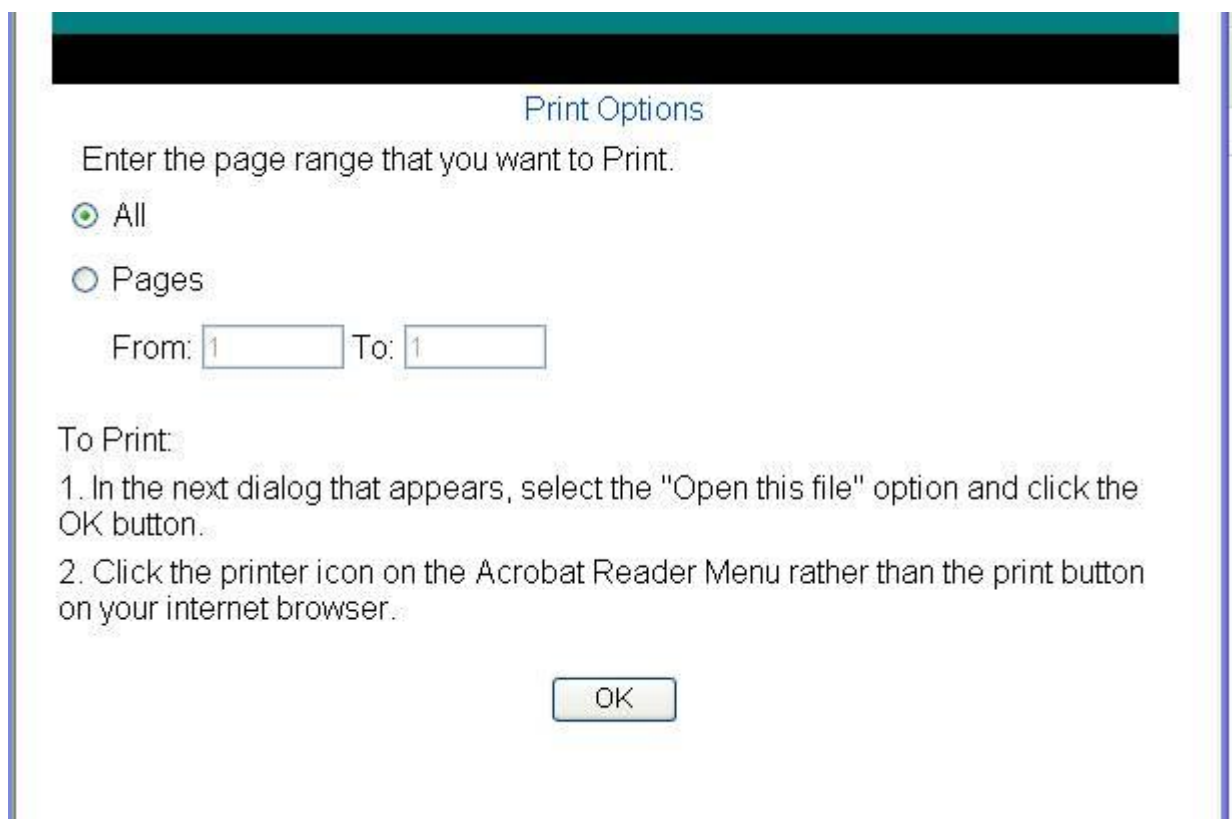 Print Options
Enter the page range that you want to Print.
All
Pages
From: 1 To: 1
To Print:
1. In the next dialog that appears, select the "Open this file" option and click the
OK button.
2. Click the printer icon on the Acrobat Reader Menu rather than the print button
on your internet browser.
OK